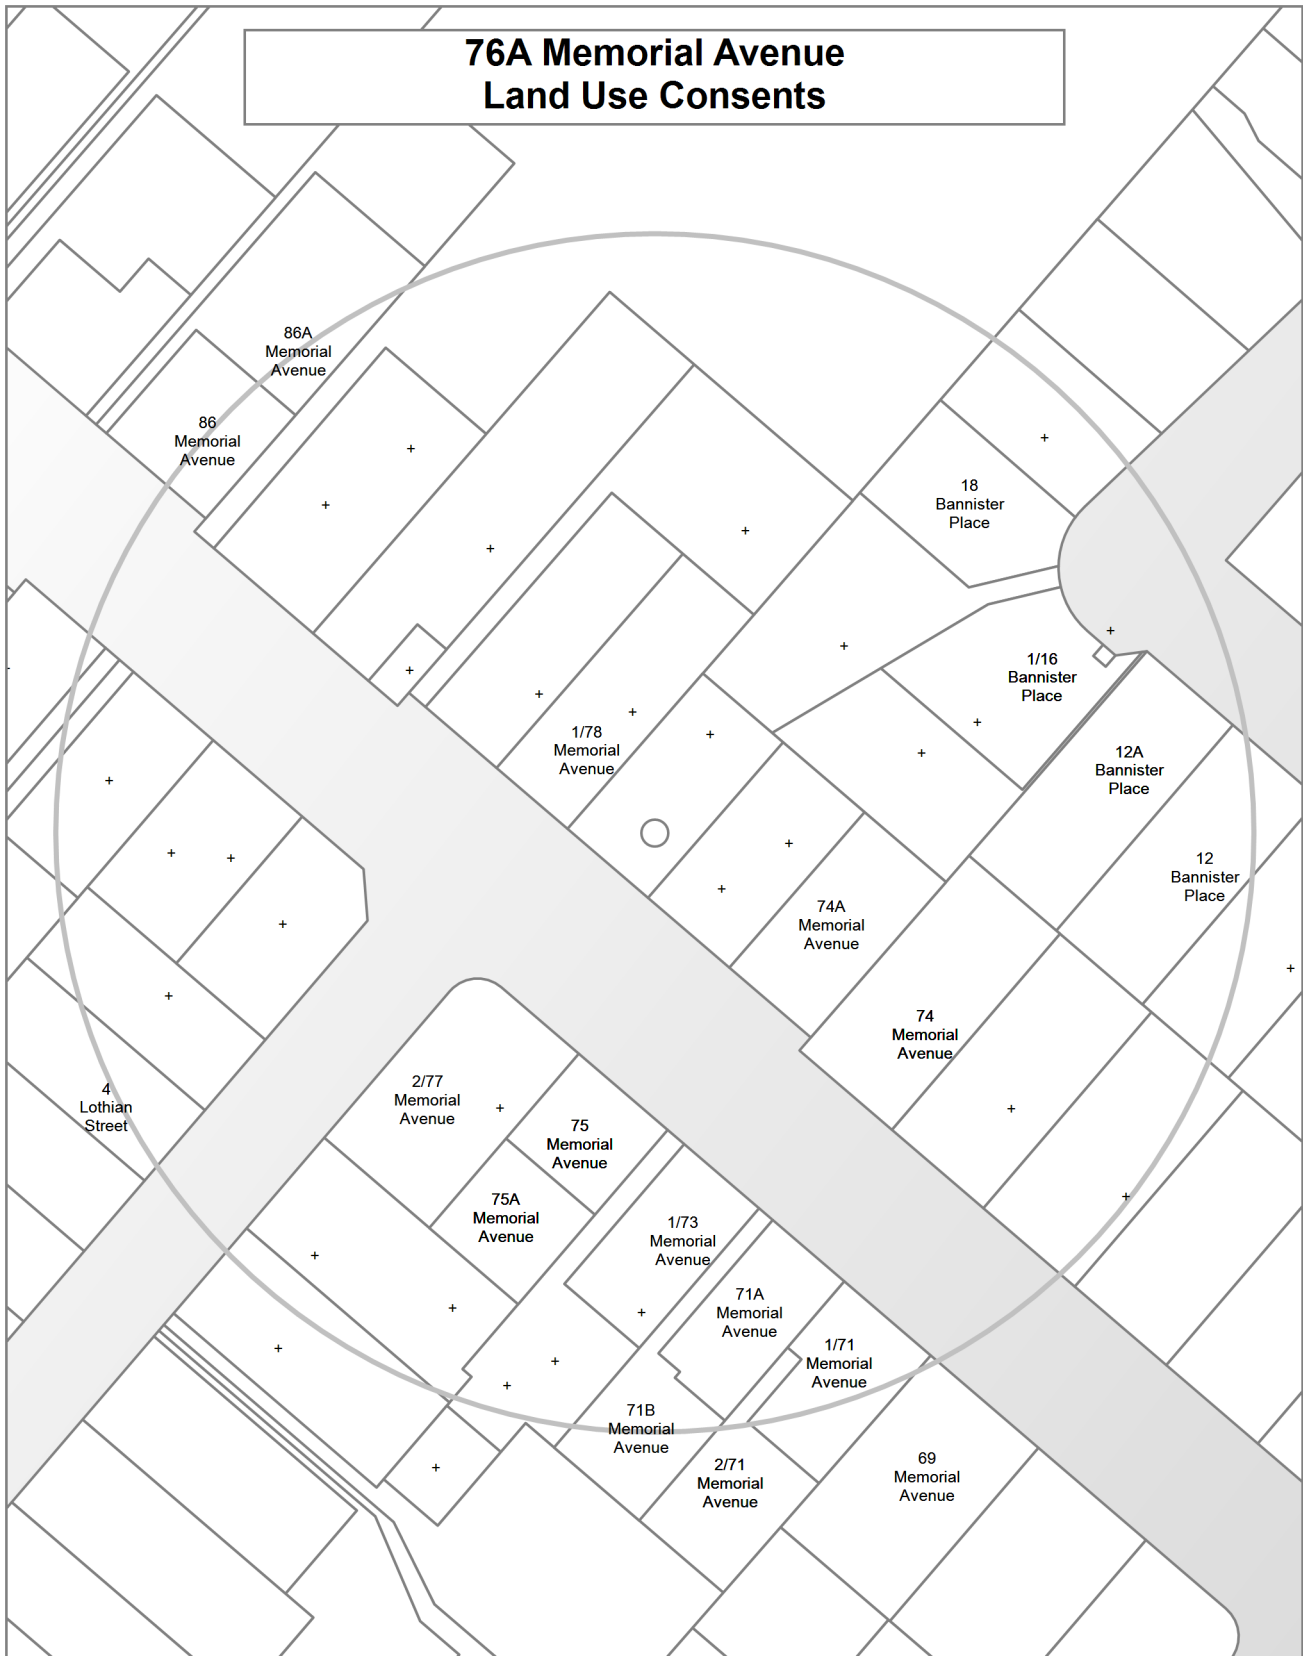 76A Memorial Avenue
Land Use Consents
86A
Memorial
Avenue
86
Memorial
Avenue
18
Bannister
Place
1/16
Bannister
Place
1/78
Memorial
Avenue
12A
Bannister
Place
12
Bannister
Place
74A
Memorial
Avenue
74
Memorial
Avenue
4
Lothian
Street
2/77
Memorial
Avenue
75
Memorial
Avenue
75A
Memorial
Avenue
1/73
Memorial
Avenue
71A
Memorial
Avenue
1/71
Memorial
Avenue
71B
Memorial
Avenue
2/71
Memorial
Avenue
69
Memorial
Avenue